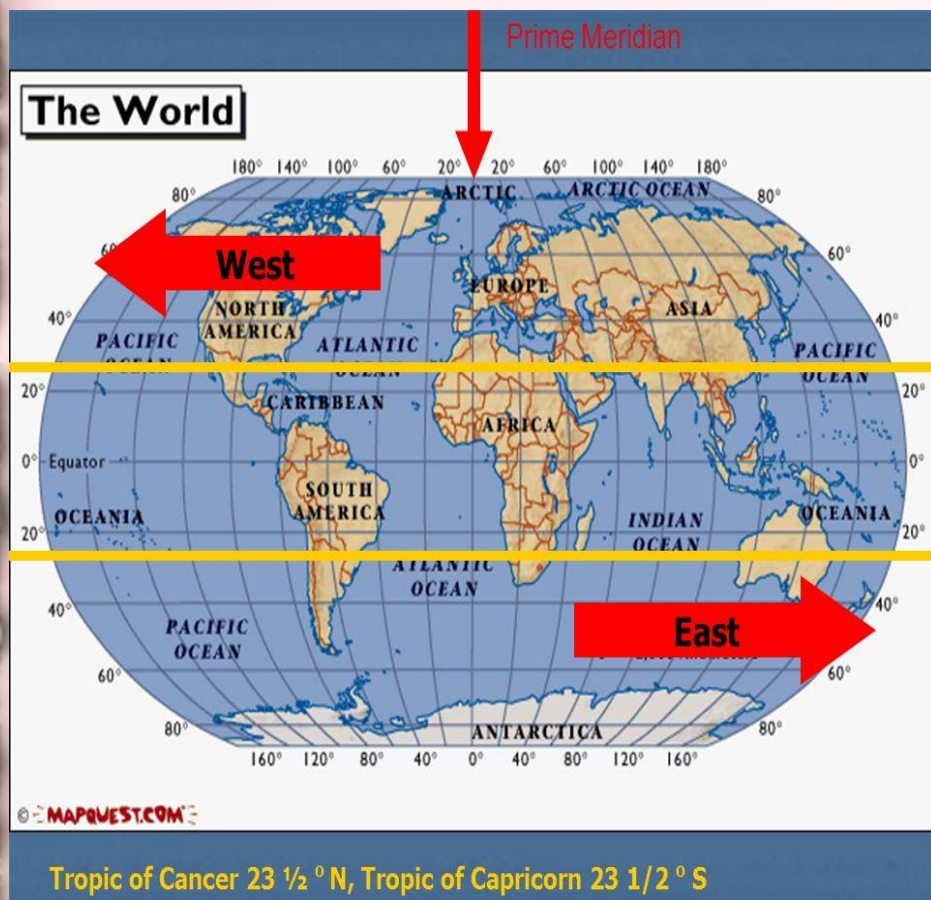 Prime Meridian
The World
180° 140° 100° 60° 20° 20° 60° 100° 140° 180°
ARCTIC
ARCTIC OCEAN
80° 80°
West
60°
EUROPE
NORTH
AMERICA
ASIA
40° 40°
PACIFIC
OCEAN
ATLANTIC
OCEAN
PACIFIC
OCEAN
20° 20°
CARIBBEAN
AFRICA
0° Equator 0°
SOUTH
AMERICA
OCEANIA
OCEANIA
INDIAN
OCEAN
20° 20°
ATLANTIC
OCEAN
40° 40°
PACIFIC
OCEAN
East
60° 60°
80° 80°
ANTARCTICA
160° 120° 80° 40° 0° 40° 80° 120° 160°
© MAPQUEST.COM
Tropic of Cancer 23 ½ ° N, Tropic of Capricorn 23 1/2 ° S